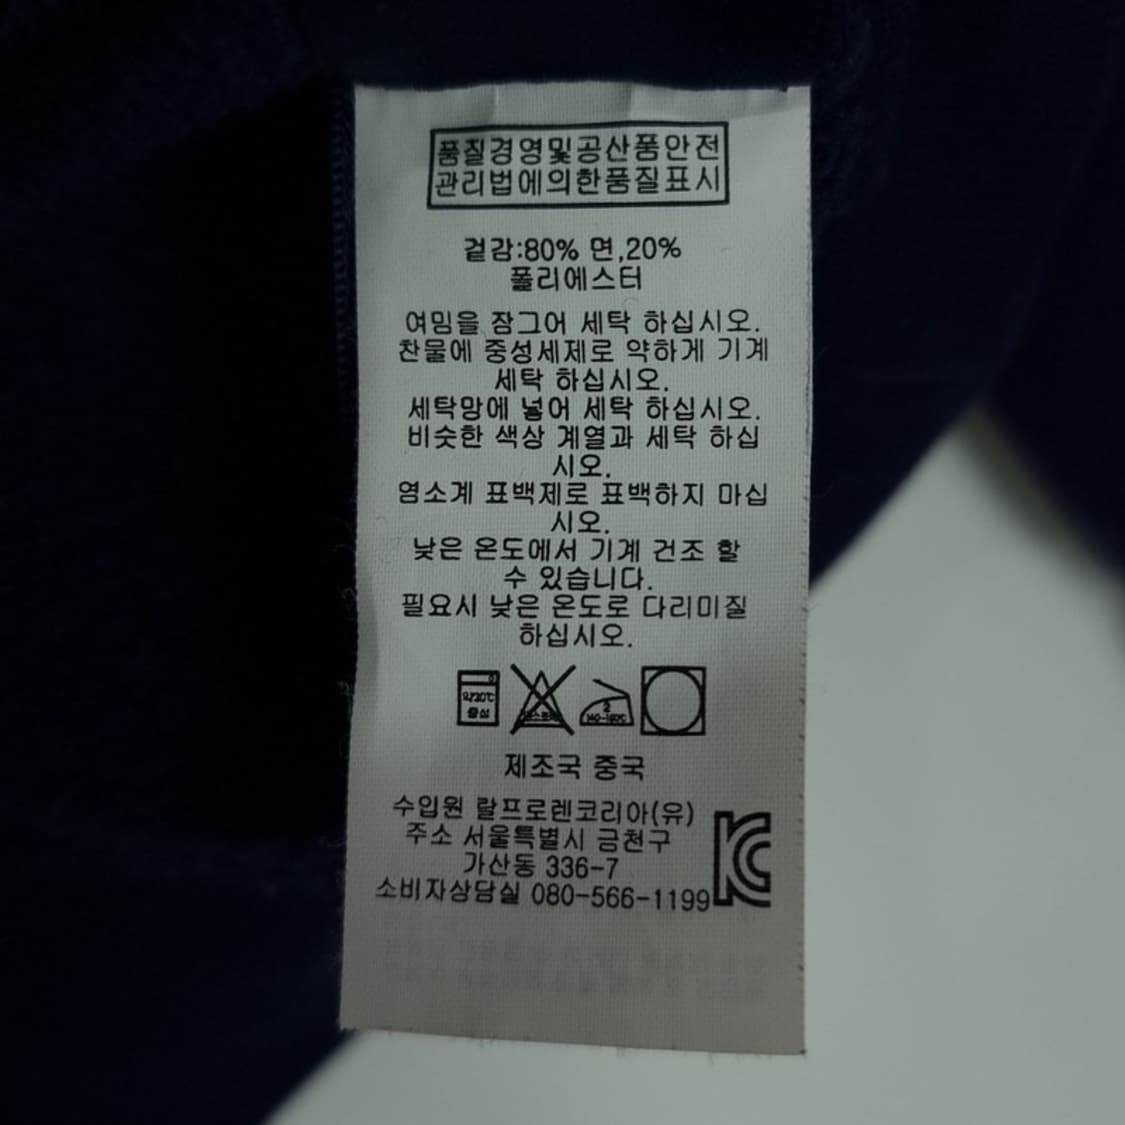 품질경영및공산품안전
관리법에의한품질표시
겉감:80% 면,20%
폴리에스터
여밈을 잠그어 세탁 하십시오.
찬물에 중성세제로 약하게 기계
세탁 하십시오.
세탁망에 넣어 세탁 하십시오.
비슷한 색상 계열과 세탁 하십
시오.
염소계 표백제로 표백하지 마십
시오.
낮은 온도에서 기계 건조 할
수 있습니다.
필요시 낮은 온도로 다리미질
하십시오.
약30℃
중성
2
140~160℃
제조국 중국
수입원 랄프로렌코리아(유)
주소 서울특별시 금천구
가산동 336-7
소비자상담실 080-566-1199